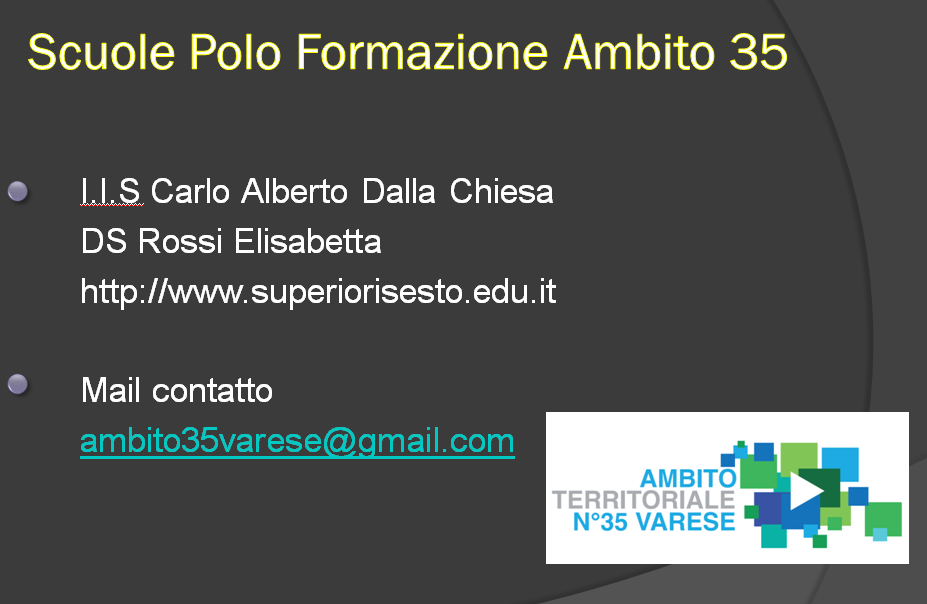 Scuole Polo Formazione Ambito 35
I.I.S Carlo Alberto Dalla Chiesa
DS Rossi Elisabetta
http://www.superiorisesto.edu.it
Mail contatto
ambito35varese@gmail.com
AMBITO
TERRITORIALE
N°35 VARESE